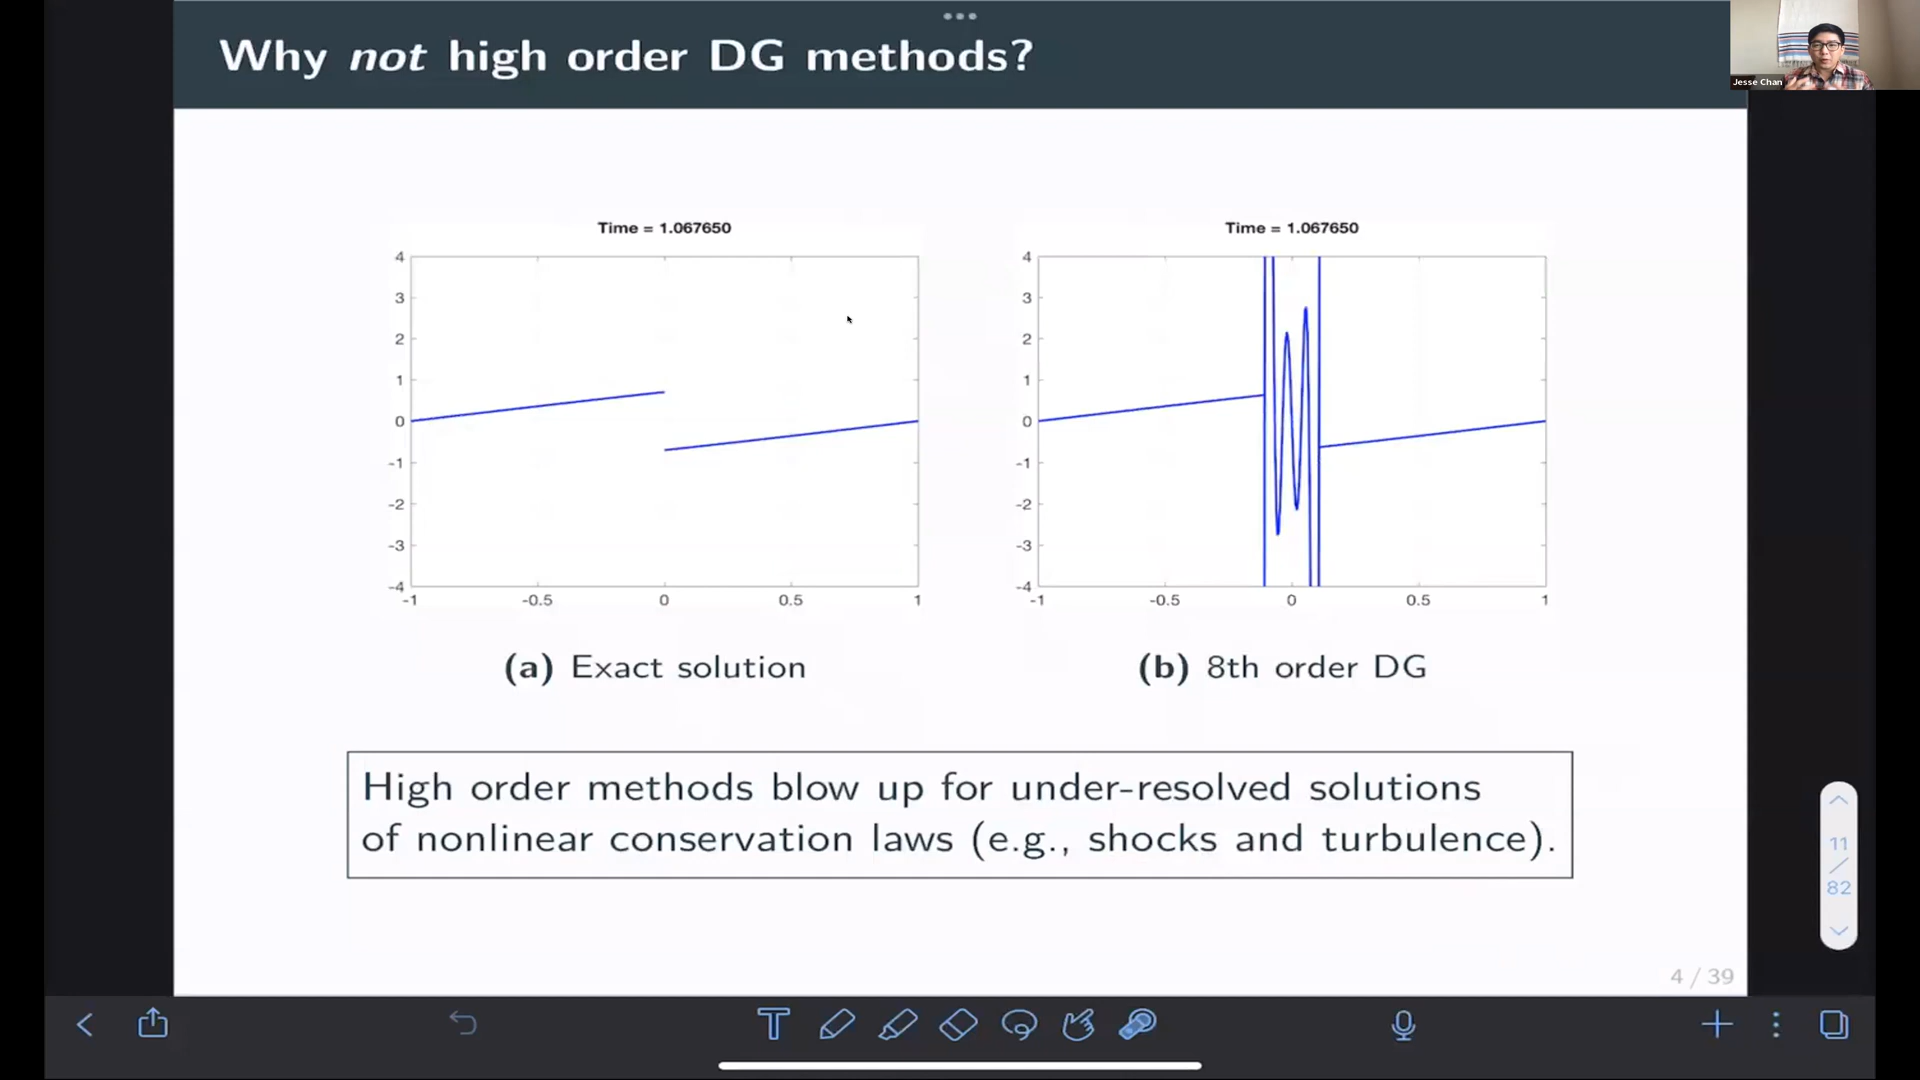 Why not high order DG methods?
Jesse Chan
Time = 1.067650
4
3
2
1
0
-1
-2
-3
-4
-1 -0.5 0 0.5 1
(a) Exact solution
Time = 1.067650
4
3
2
1
0
-1
-2
-3
-4
-1 -0.5 0 0.5 1
(b) 8th order DG
High order methods blow up for under-resolved solutions
of nonlinear conservation laws (e.g., shocks and turbulence).
11
/
82
4 / 39
T